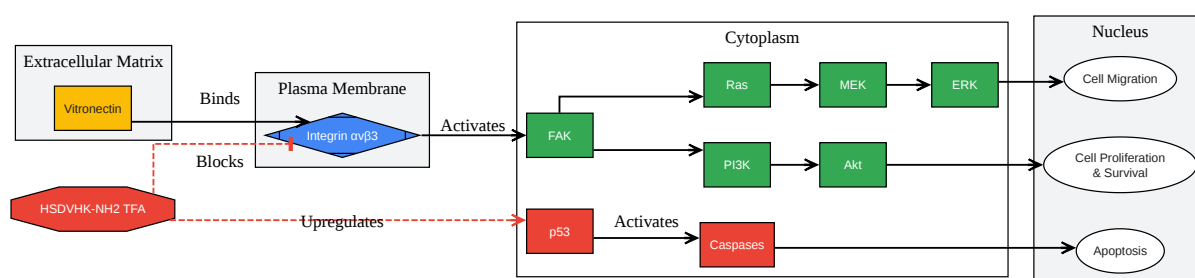 Extracellular Matrix
Vitronectin
Binds
Plasma Membrane
Integrin αvβ3
Blocks
HSDVHK-NH2 TFA
Upregulates
Activates
Cytoplasm
FAK
Ras
MEK
ERK
PI3K
Akt
p53
Activates
Caspases
Nucleus
Cell Migration
Cell Proliferation
& Survival
Apoptosis